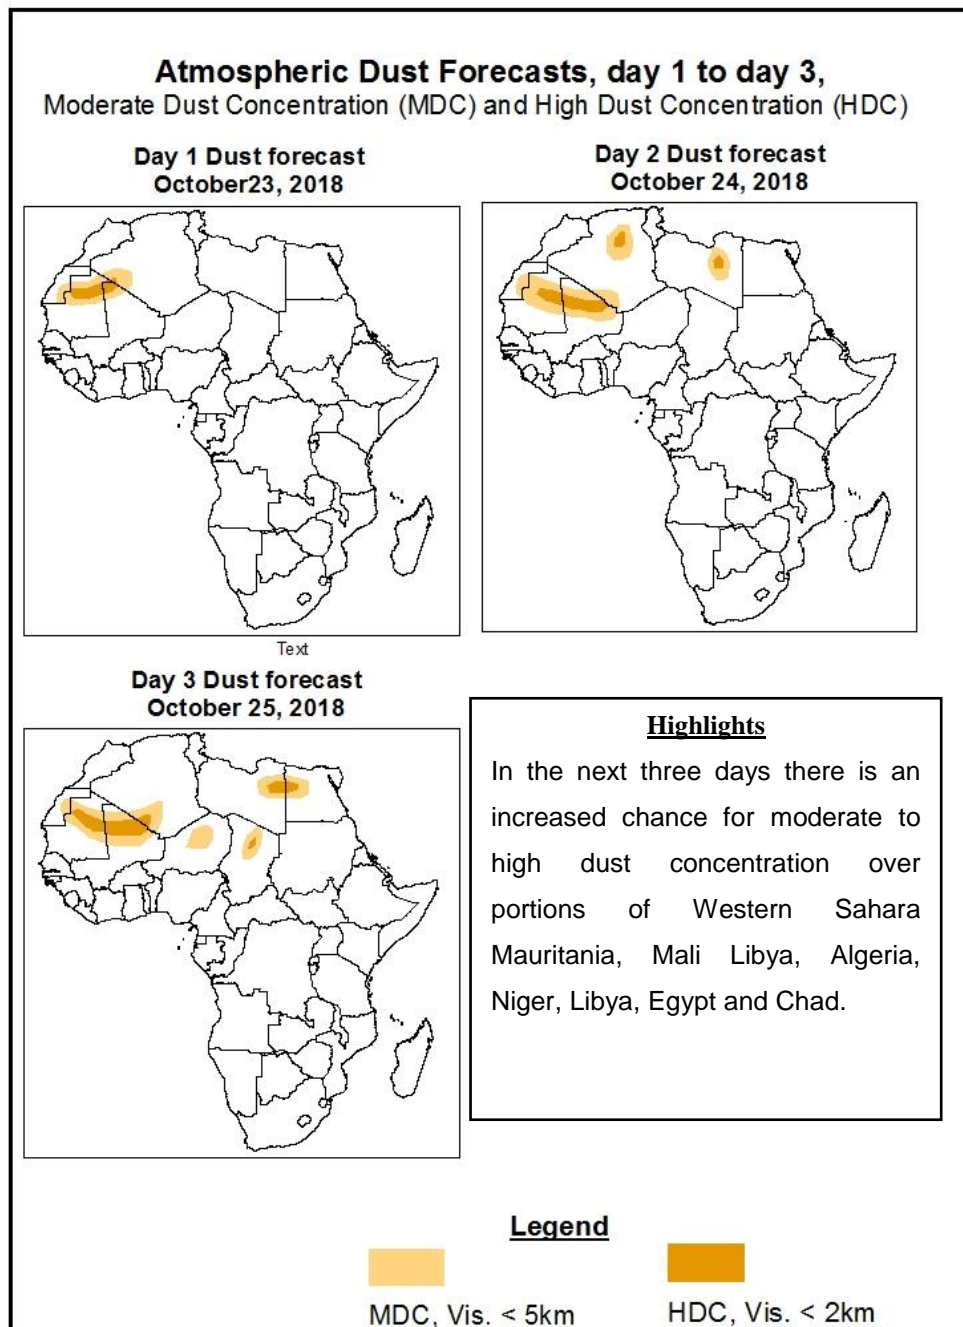 Atmospheric Dust Forecasts, day 1 to day 3,
Moderate Dust Concentration (MDC) and High Dust Concentration (HDC)
Day 1 Dust forecast
October23, 2018
Day 2 Dust forecast
October 24, 2018
Text
Day 3 Dust forecast
October 25, 2018
Highlights
In the next three days there is an
increased chance for moderate to
high dust concentration over
portions of Western Sahara
Mauritania, Mali Libya, Algeria,
Niger, Libya, Egypt and Chad.
Legend
MDC, Vis. < 5km
HDC, Vis. < 2km